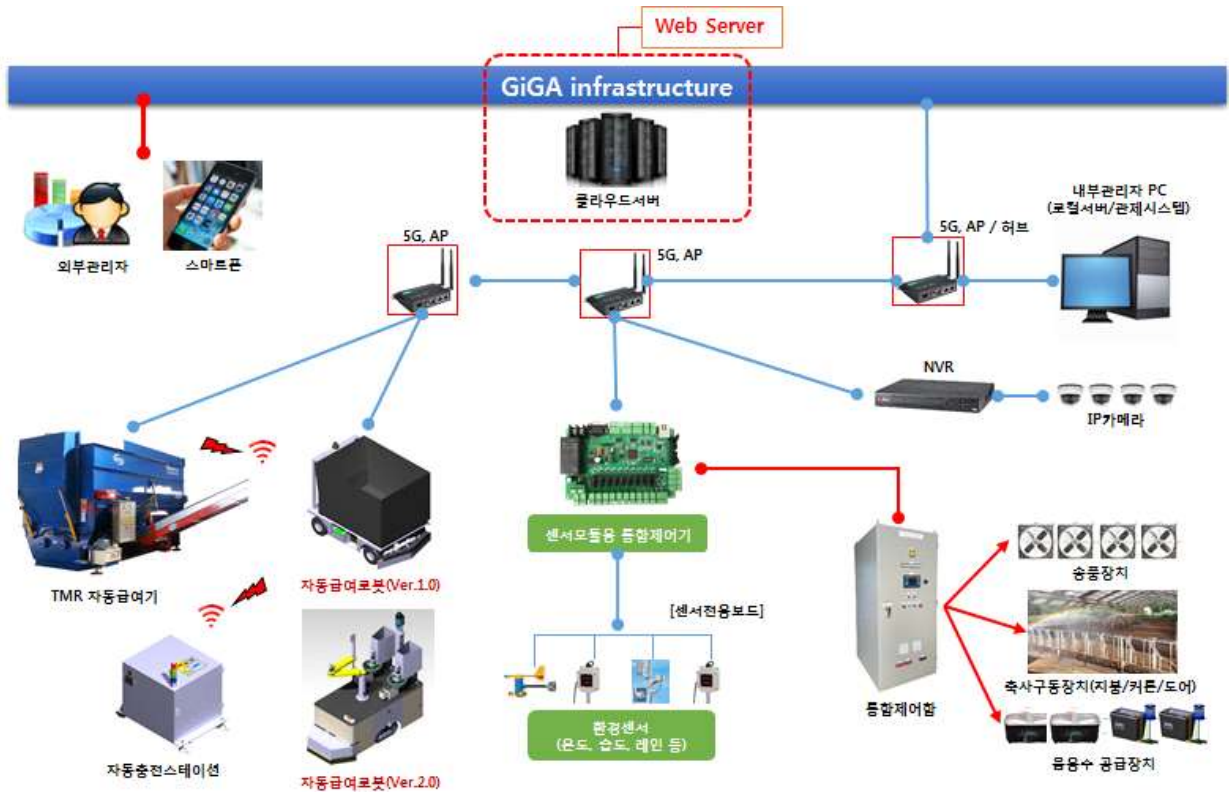 Web Server
GiGA infrastructure
클라우드서버
외부관리자
스마트폰
5G, AP
5G, AP
5G, AP / 허브
내부관리자 PC
(로컬서버/관제시스템)
NVR
IP카메라
TMR 자동급여기
자동급여로봇(Ver.1.0)
센서모듈용 통합제어기
[센서전용보드]
송풍장치
축사구동장치(지붕/커튼/도어)
통합제어함
환경센서
(온도, 습도, 레인 등)
음용수 공급장치
자동충전스테이션
자동급여로봇(Ver.2.0)